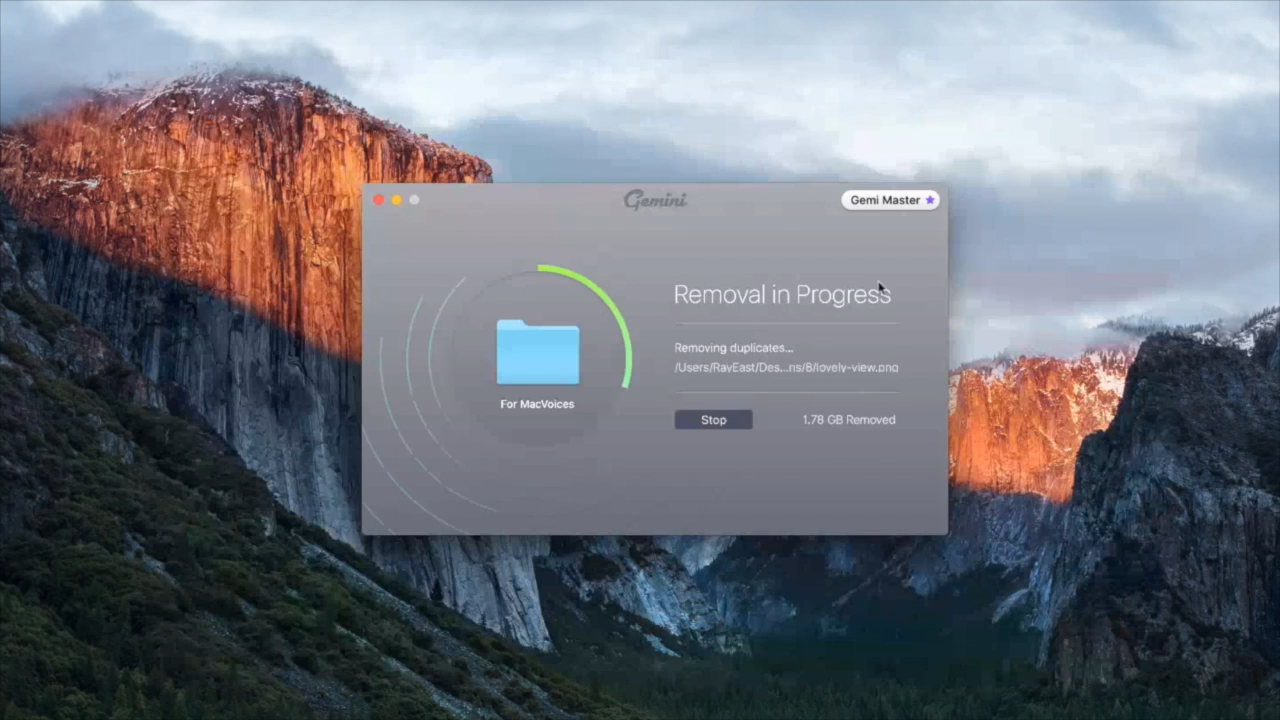 Gemini
Gemi Master
Removal in Progress
Removing duplicates...
/Users/RayEast/Des...ns/8/lovely-view.png
For MacVoices
Stop
1.78 GB Removed